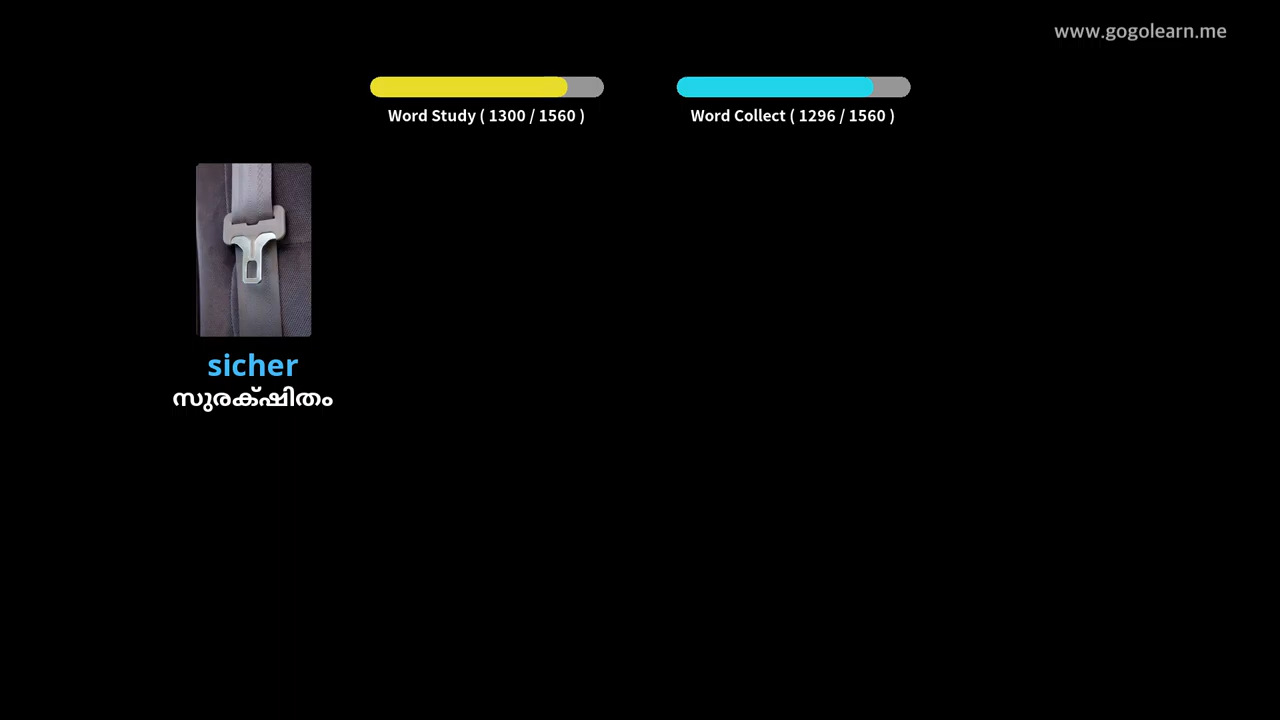 www.gogolearn.me
Word Study ( 1300 / 1560 )
Word Collect ( 1296 / 1560 )
sicher
സുരക്ഷിതം